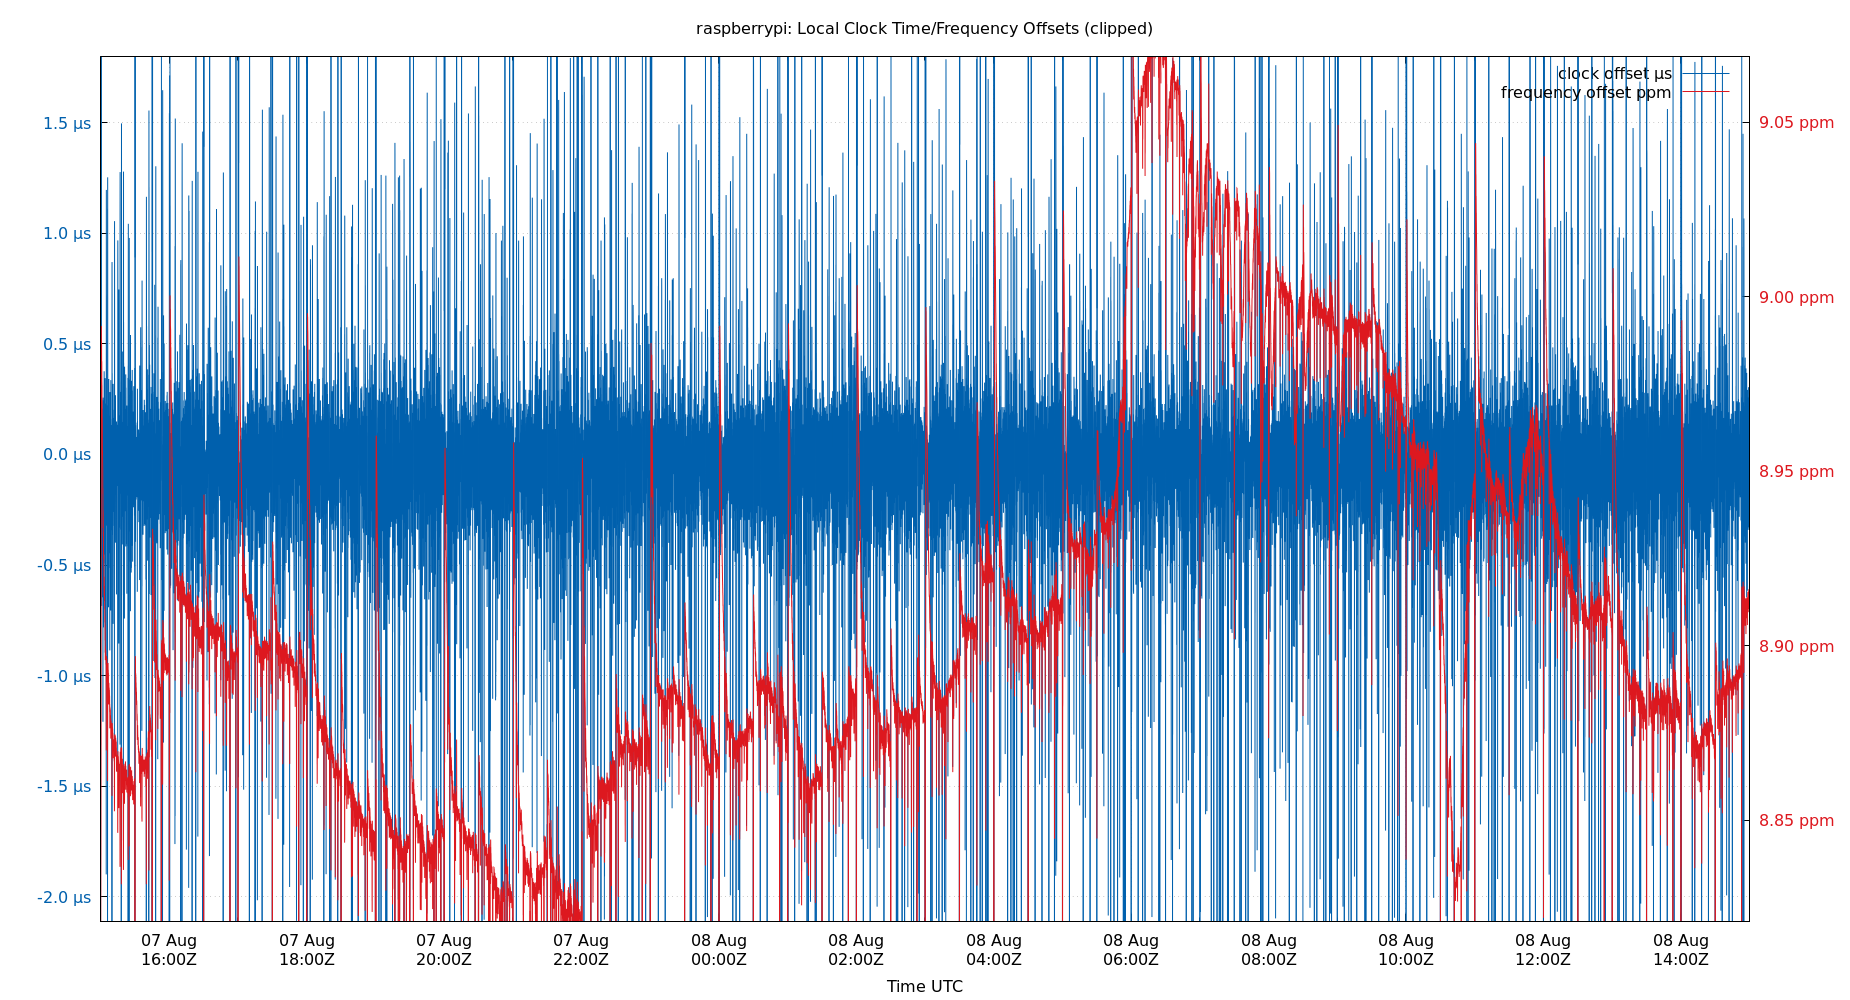 raspberrypi: Local Clock Time/Frequency Offsets (clipped)
clock offset µs
frequency offset ppm
1.5 µs
1.0 µs
0.5 µs
0.0 µs
-0.5 µs
-1.0 µs
-1.5 µs
-2.0 µs
9.05 ppm
9.00 ppm
8.95 ppm
8.90 ppm
8.85 ppm
07 Aug 07 Aug 07 Aug 07 Aug 08 Aug 08 Aug 08 Aug 08 Aug 08 Aug 08 Aug 08 Aug 08 Aug
16:00Z 18:00Z 20:00Z 22:00Z 00:00Z 02:00Z 04:00Z 06:00Z 08:00Z 10:00Z 12:00Z 14:00Z
Time UTC